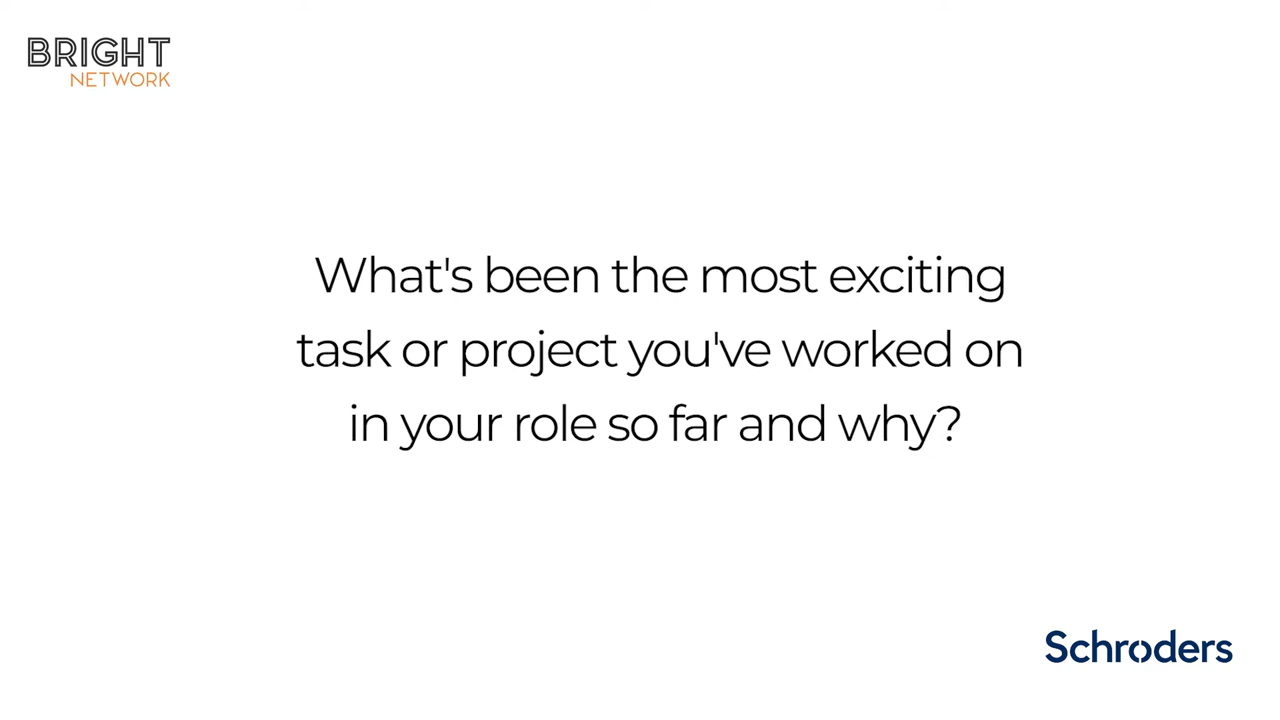 BRIGHT
NETWORK
What's been the most exciting
task or project you've worked on
in your role so far and why?
Schroders